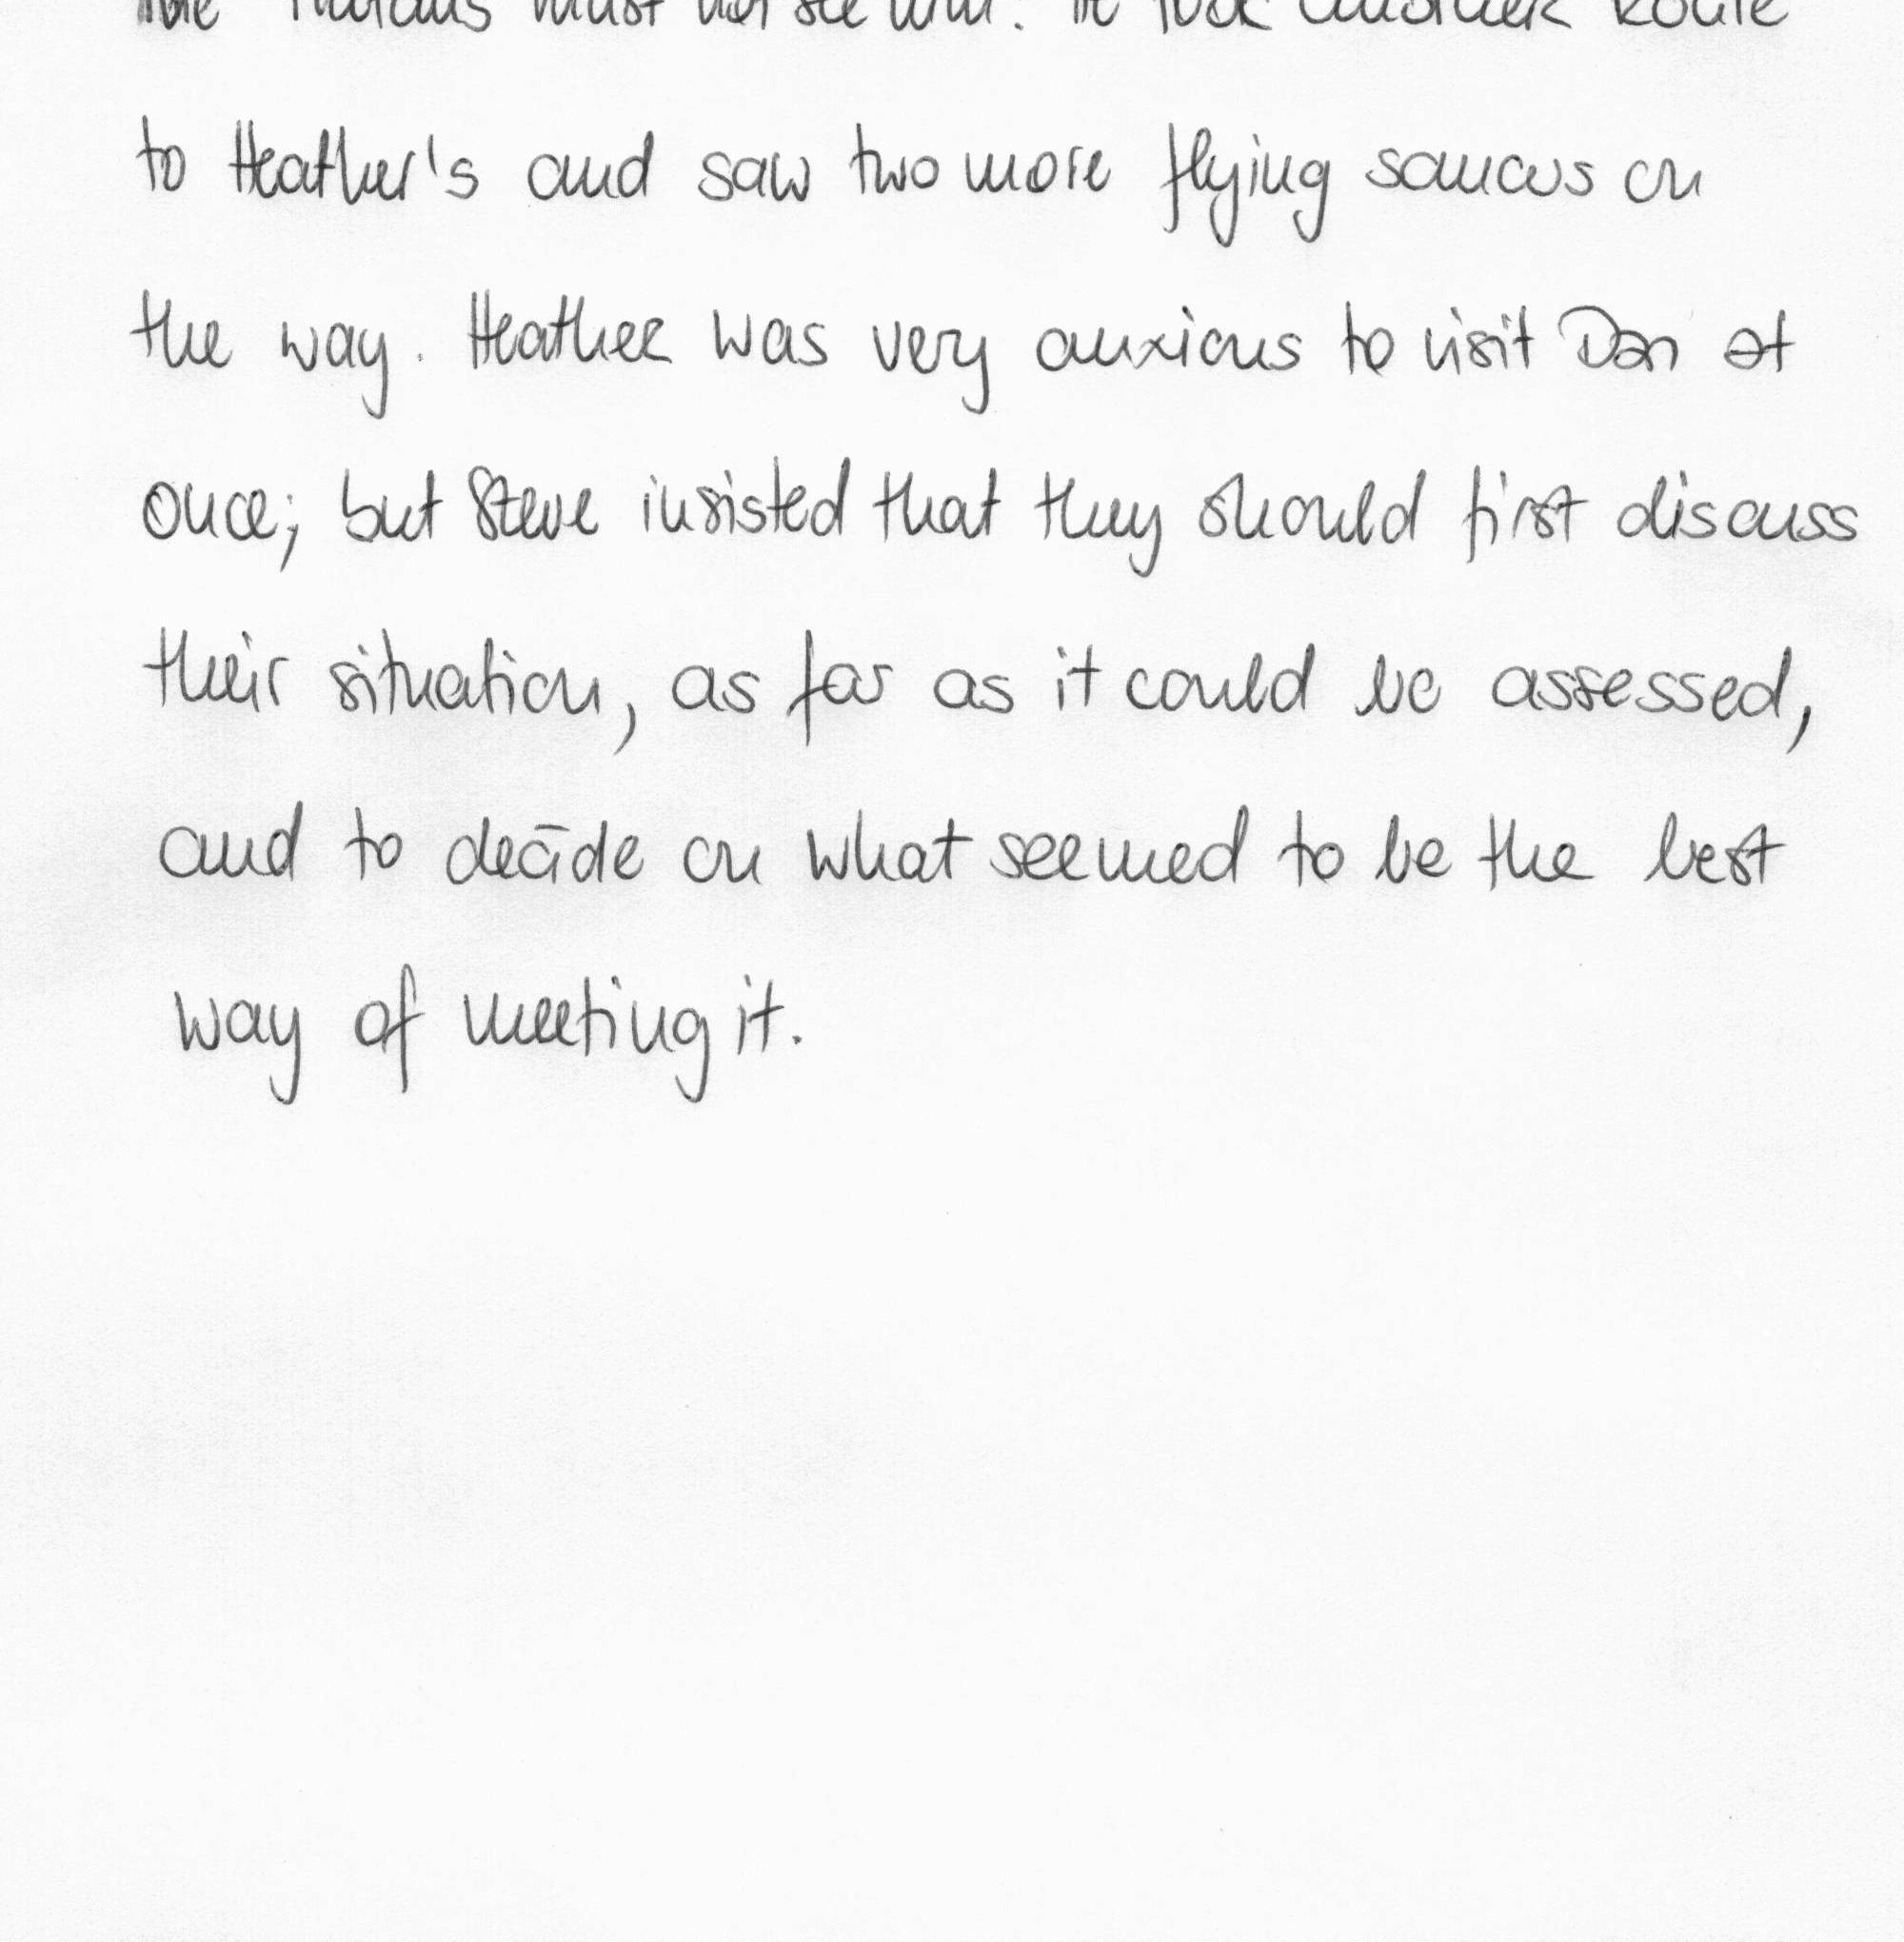 must not see him. He took another route
to Heather's and saw two more flying saucers on
the way. Heather was very anxious to visit Dan at
once; but Steve insisted that they should first discuss
their situation, as far as it could be assessed,
and to decide on what seemed to be the best
way of meeting it.